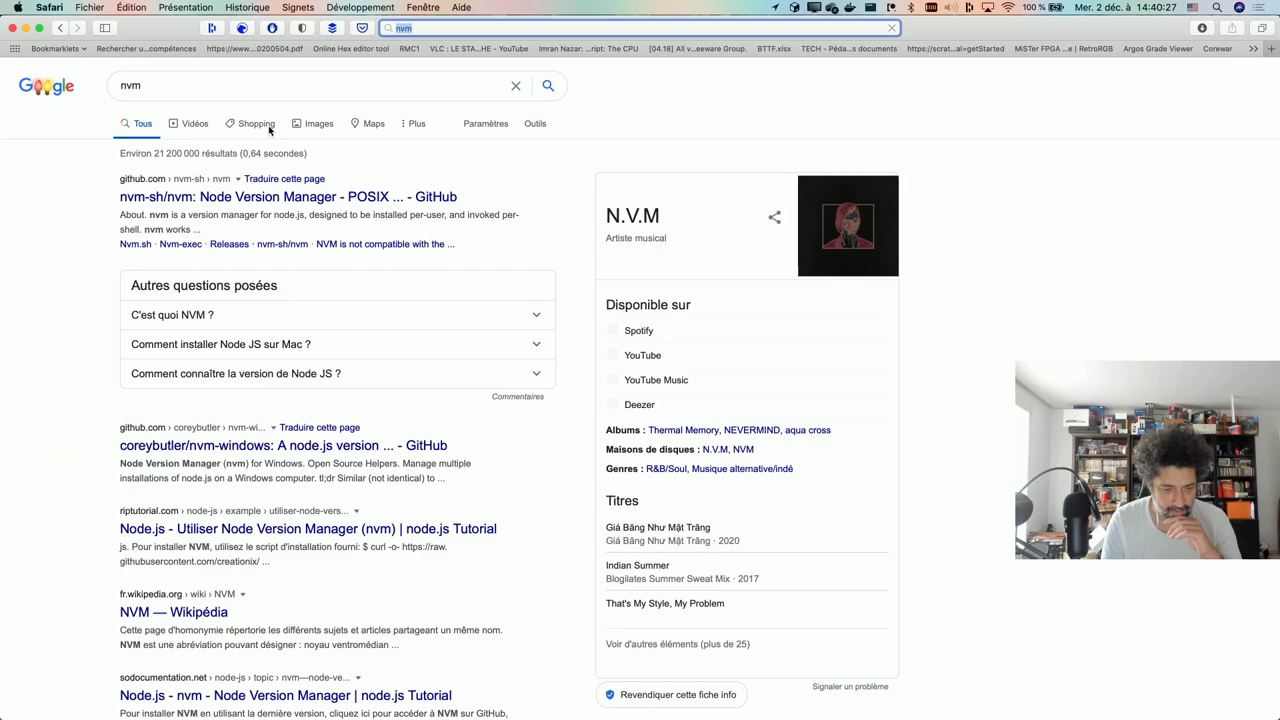 Safari Fichier Édition Présentation Historique Signets Développement Fenêtre Aide Dim. 12 déc. 14:40:27
nvm
Bookmarklets Rechercher u...compétences https://www....0200504.pdf Online Hex editor tool RMC1 VLC : LE STA...HE - YouTube Imran Nazar: ...ript: The CPU [04.18] All v...eeware Group. BTTF.xlsx TECH - Péda...s documents https://scrat...al=getStarted MiSTer FPGA ...e | RetroRGB Argos Grade Viewer Corewar
Google
nvm
Tous Vidéos Shopping Images Maps Plus Paramètres Outils
Environ 21 200 000 résultats (0,64 secondes)
github.com › nvm-sh › nvm Traduire cette page
nvm-sh/nvm: Node Version Manager - POSIX ... - GitHub
About. nvm is a version manager for node.js, designed to be installed per-user, and invoked per-
shell. nvm works ...
Nvm.sh · Nvm-exec · Releases · nvm-sh/nvm · NVM is not compatible with the ...
Autres questions posées
C'est quoi NVM ?
Comment installer Node JS sur Mac ?
Comment connaître la version de Node JS ?
Commentaires
github.com › coreybutler › nvm-wi... Traduire cette page
coreybutler/nvm-windows: A node.js version ... - GitHub
Node Version Manager (nvm) for Windows. Open Source Helpers. Manage multiple
installations of node.js on a Windows computer. tl;dr Similar (not identical) to ...
riptutorial.com › node-js › example › utiliser-node-vers...
Node.js - Utiliser Node Version Manager (nvm) | node.js Tutorial
js. Pour installer NVM, utilisez le script d'installation fourni: $ curl -o- https://raw.
githubusercontent.com/creationix/ ...
fr.wikipedia.org › wiki › NVM
NVM — Wikipédia
Cette page d'homonymie répertorie les différents sujets et articles partageant un même nom.
NVM est une abréviation pouvant désigner : noyau ventromédian ...
sodocumentation.net › node-js › topic › nvm---node-ve...
Node.js - nvm - Node Version Manager | node.js Tutorial
Pour installer NVM en utilisant la dernière version, cliquez ici pour accéder à NVM sur GitHub,
N.V.M
Artiste musical
Disponible sur
Spotify
YouTube
YouTube Music
Deezer
Albums : Thermal Memory, NEVERMIND, aqua cross
Maisons de disques : N.V.M, NVM
Genres : R&B/Soul, Musique alternative/indé
Titres
Giá Băng Như Mặt Trăng
Giá Băng Như Mặt Trăng · 2020
Indian Summer
Blogilates Summer Sweat Mix · 2017
That's My Style, My Problem
Voir d'autres éléments (plus de 25)
Revendiquer cette fiche info
Signaler un problème